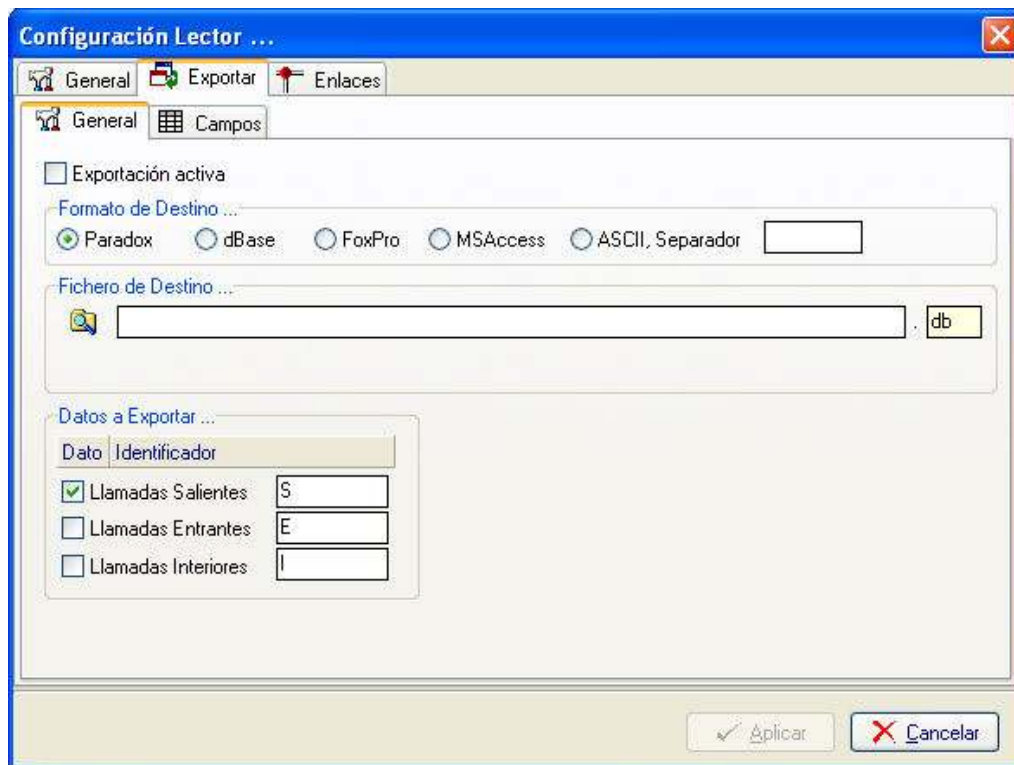 Configuración Lector ...
General Exportar Enlaces
General Campos
Exportación activa
Formato de Destino ...
Paradox dBase FoxPro MSAccess ASCII, Separador
Fichero de Destino ...
. db
Datos a Exportar ...
Dato Identificador
Llamadas Salientes S
Llamadas Entrantes E
Llamadas Interiores I
Aplicar Cancelar